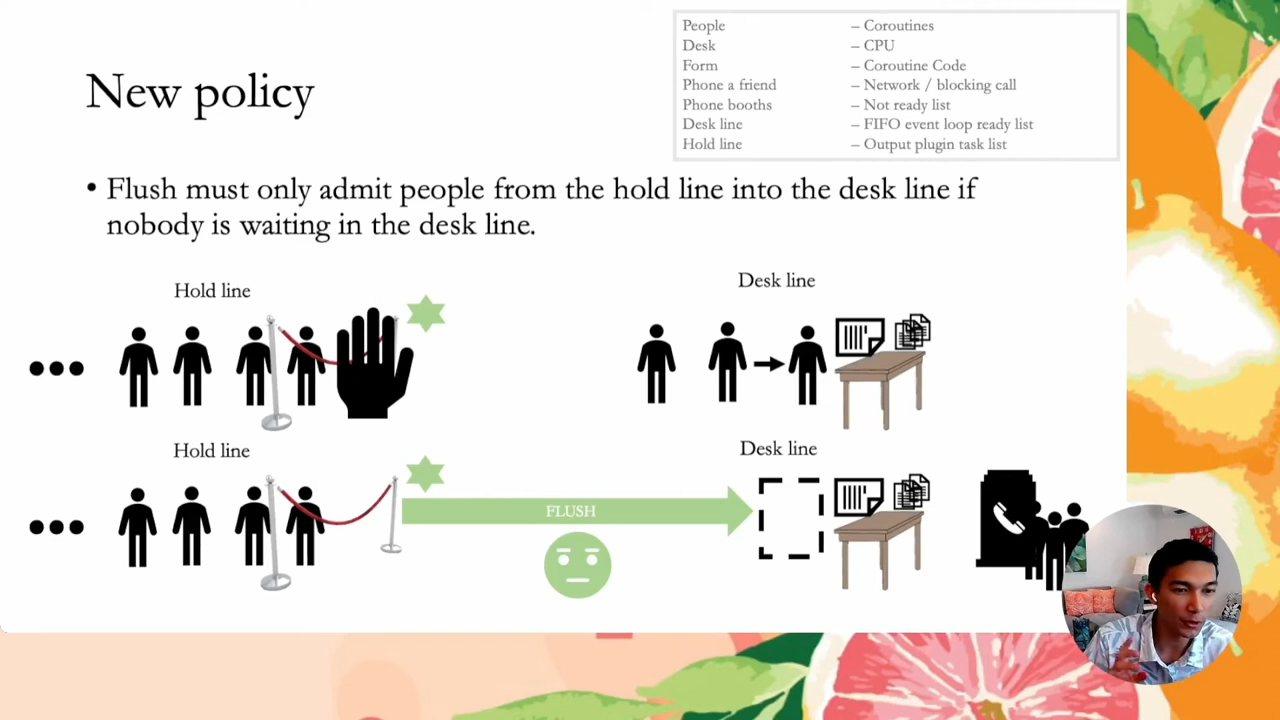 People – Coroutines
Desk – CPU
Form – Coroutine Code
Phone a friend – Network / blocking call
Phone booths – Not ready list
Desk line – FIFO event loop ready list
Hold line – Output plugin task list
New policy
• Flush must only admit people from the hold line into the desk line if
nobody is waiting in the desk line.
Hold line
Desk line
Hold line
Desk line
FLUSH